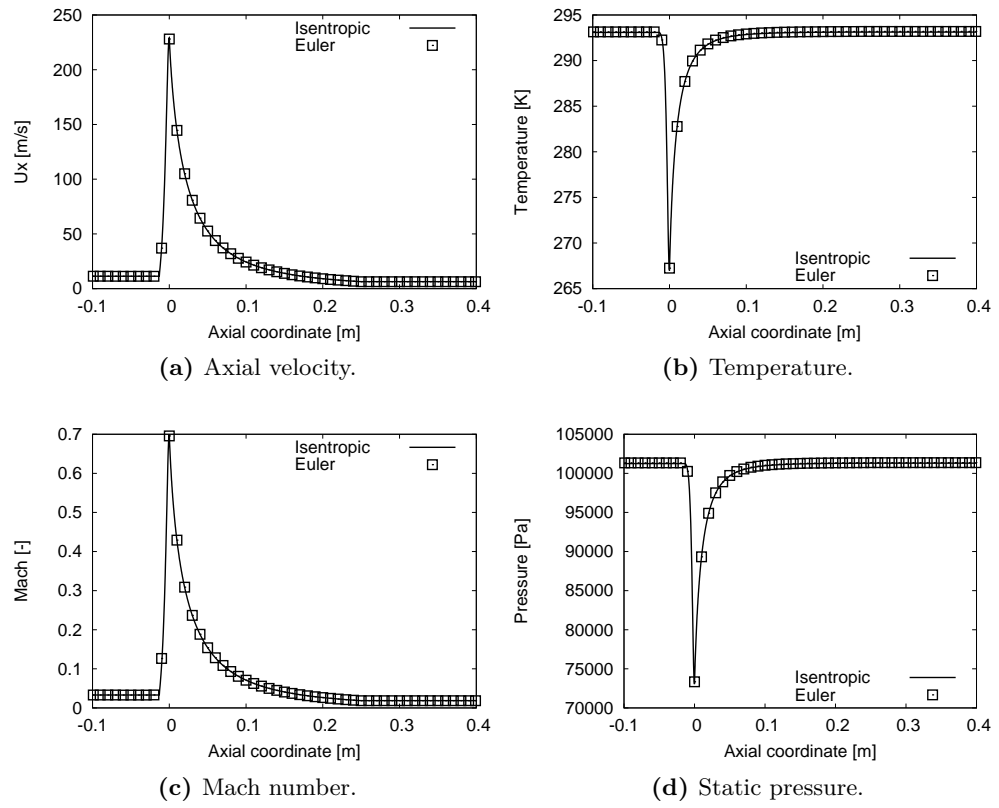 250
200
150
100
50
0
Ux [m/s]
Isentropic
Euler
-0.1 0 0.1 0.2 0.3 0.4
Axial coordinate [m]
(a) Axial velocity.
295
290
285
280
275
270
265
Temperature [K]
Isentropic
Euler
-0.1 0 0.1 0.2 0.3 0.4
Axial coordinate [m]
(b) Temperature.
0.7
0.6
0.5
0.4
0.3
0.2
0.1
0
Mach [-]
Isentropic
Euler
-0.1 0 0.1 0.2 0.3 0.4
Axial coordinate [m]
(c) Mach number.
105000
100000
95000
90000
85000
80000
75000
70000
Pressure [Pa]
Isentropic
Euler
-0.1 0 0.1 0.2 0.3 0.4
Axial coordinate [m]
(d) Static pressure.